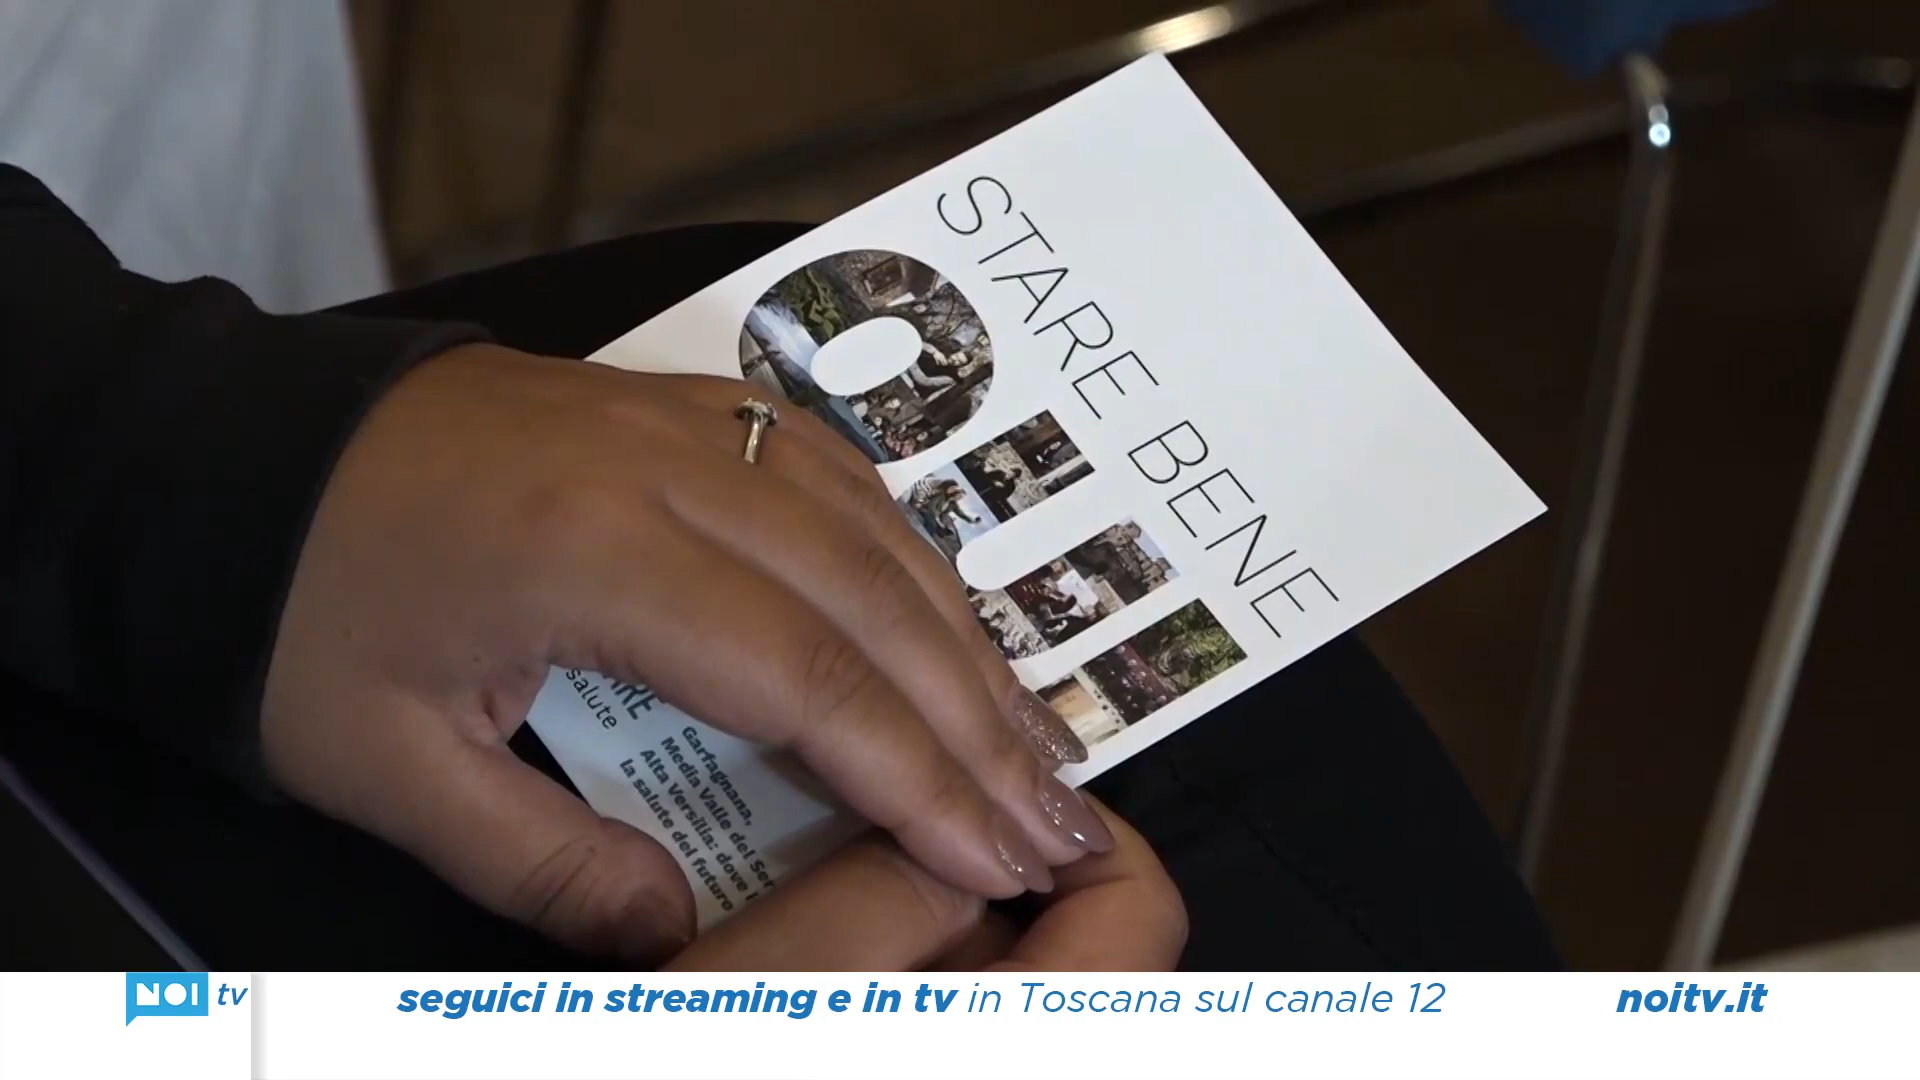 STARE BENE
QUI
salute
Garfagnana,
Media Valle del
Alta Versilia: dove
la salute del futuro
NOI tv
seguici in streaming e in tv in Toscana sul canale 12
noitv.it